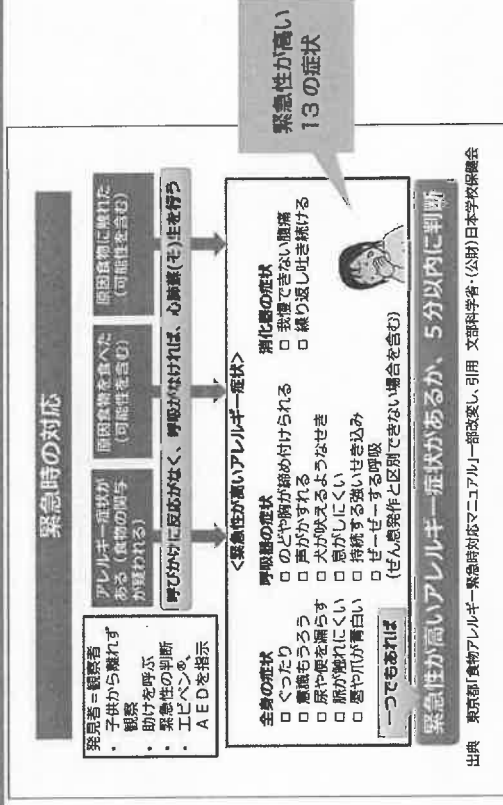 緊急時の対応
発見者=観察者
・子供から離れず
観察
・助けを呼ぶ
・緊急性の判断
・エピペン®、
AEDを指示
アレルギー症状が
ある(食物の関与
が疑われる)
原因食物を食べた
(可能性を含む)
原因食物に触れた
(可能性を含む)
呼びかけに反応がなく、呼吸がなければ、心肺蘇(そ)生を行う
<緊急性が高いアレルギー症状>
全身の症状
□ ぐったり
□ 意識もうろう
□ 尿や便を漏らす
□ 脈が触れにくい
□ 唇や爪が青白い
呼吸器の症状
□ のどや胸が締め付けられる
□ 声がかすれる
□ 犬が吠えるようなせき
□ 息がしにくい
□ 持続する強いせき込み
□ ぜーぜーする呼吸
(ぜん息発作と区別できない場合を含む)
消化器の症状
□ 我慢できない腹痛
□ 繰り返し吐き続ける
緊急性が高い
13の症状
一つでもあれば
緊急性が高いアレルギー症状があるか、5分以内に判断
出典 東京都「食物アレルギー緊急時対応マニュアル」一部改変し、引用 文部科学省・(公財)日本学校保健会